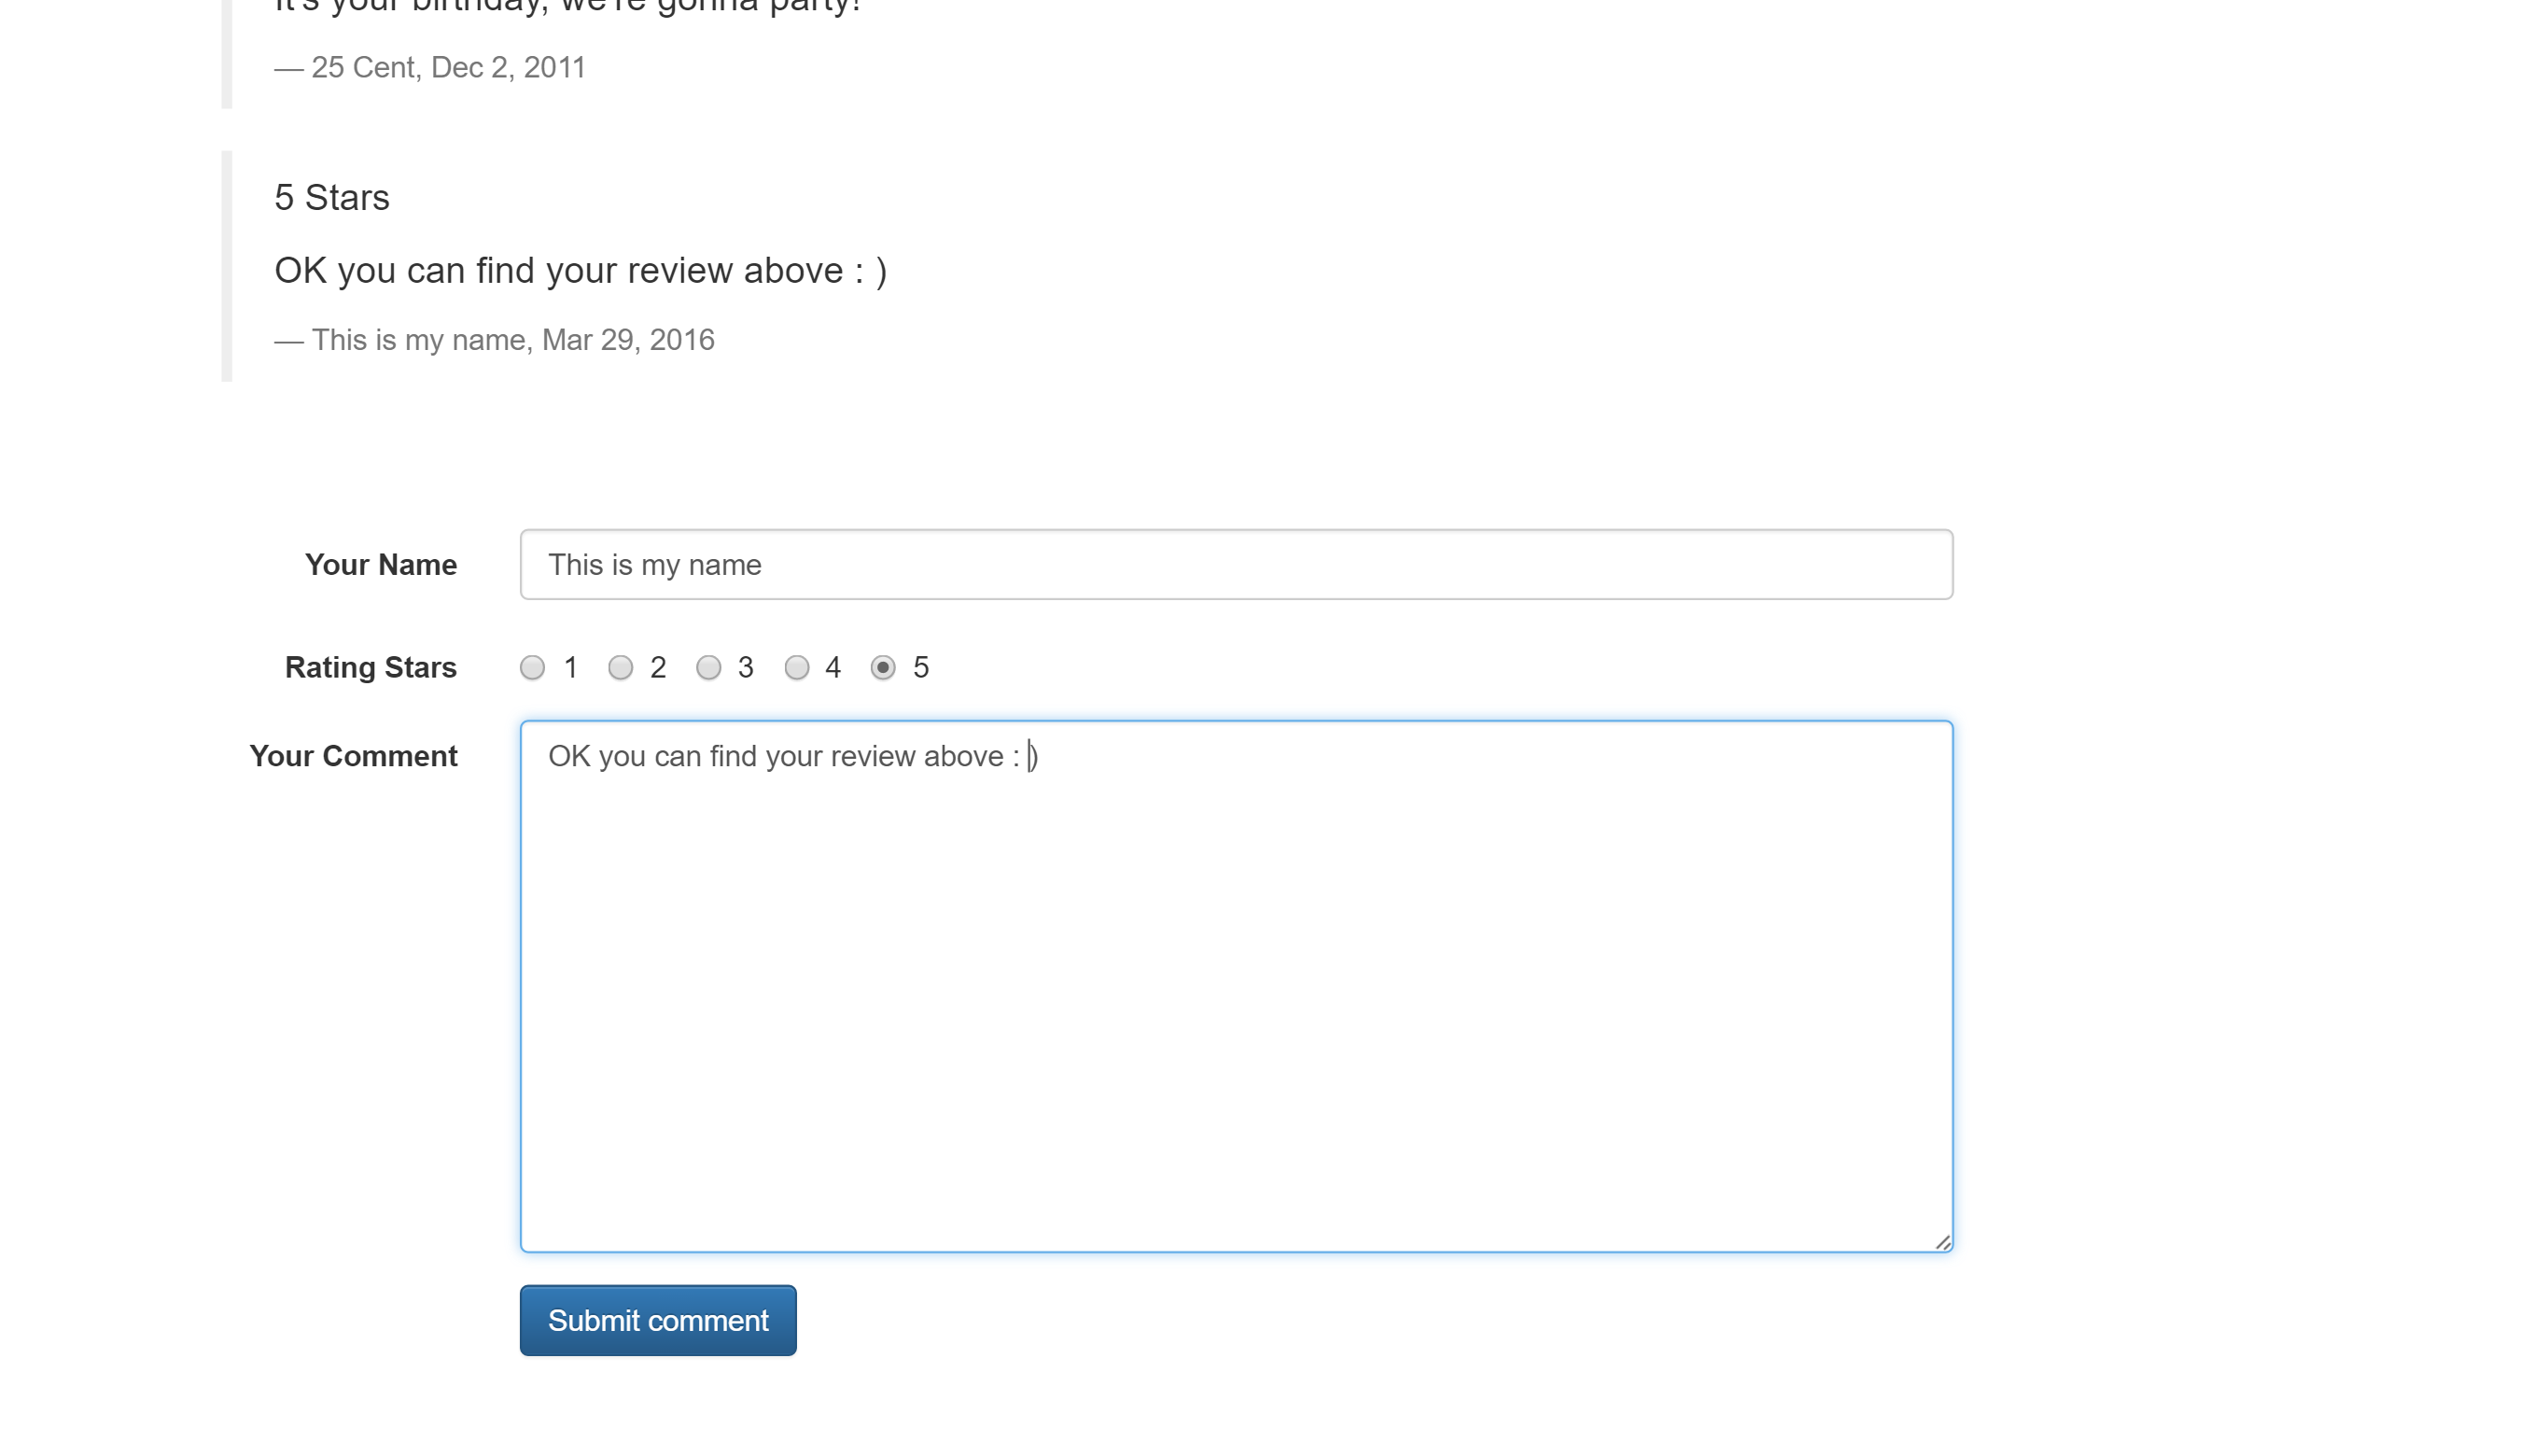 It's your birthday, we're gonna party!
— 25 Cent, Dec 2, 2011
5 Stars
OK you can find your review above : )
— This is my name, Mar 29, 2016
Your Name This is my name
Rating Stars 1 2 3 4 5
Your Comment OK you can find your review above : )
Submit comment